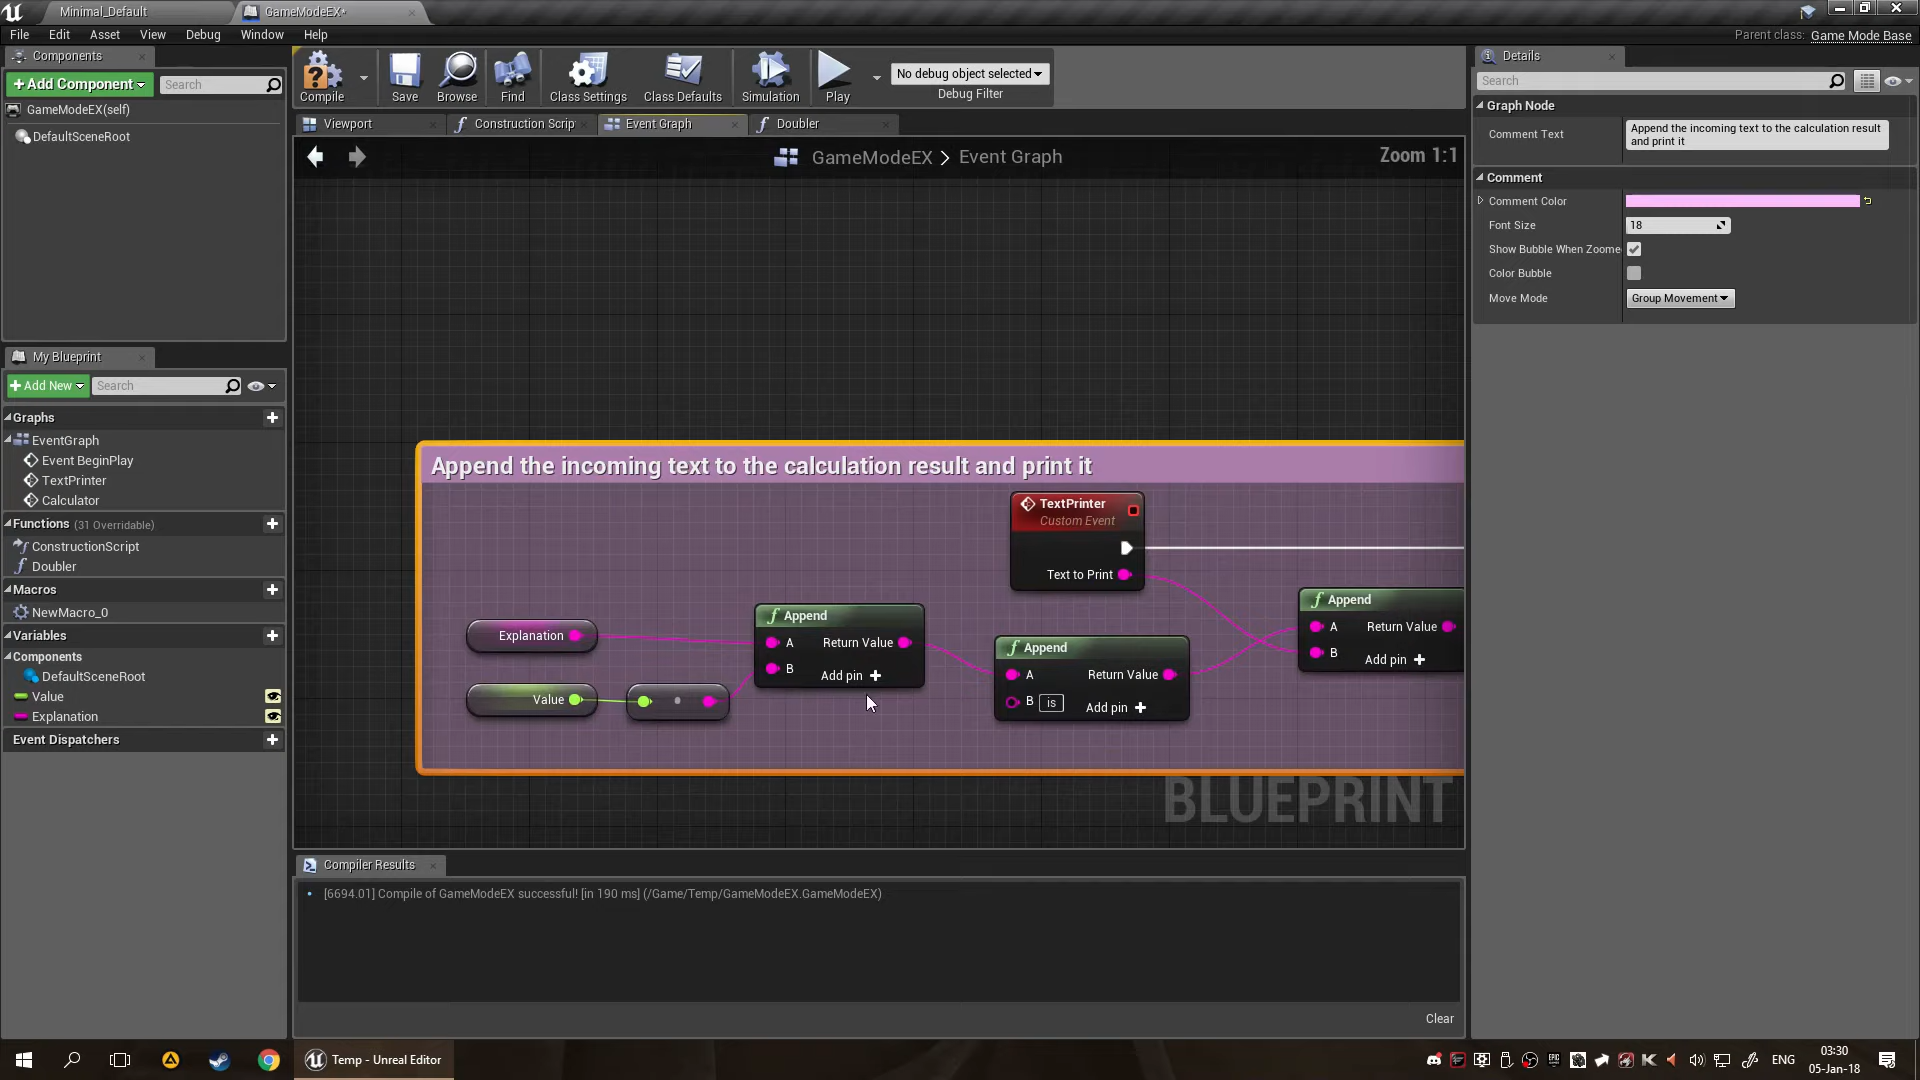 Minimal_Default
GameModeEX*
File Edit Asset View Debug Window Help
Parent class: Game Mode Base
Components
Add Component
Search
GameModeEX(self)
DefaultSceneRoot
My Blueprint
Add New
Search
Graphs
EventGraph
Event BeginPlay
TextPrinter
Calculator
Functions (31 Overridable)
ConstructionScript
Doubler
Macros
NewMacro_0
Variables
Components
DefaultSceneRoot
Value
Explanation
Event Dispatchers
Compile
Save
Browse
Find
Class Settings
Class Defaults
Simulation
Play
No debug object selected
Debug Filter
Viewport
Construction Scrip
Event Graph
Doubler
GameModeEX > Event Graph
Zoom 1:1
Append the incoming text to the calculation result and print it
TextPrinter
Custom Event
Text to Print
Explanation
Value
Append
A Return Value
B
Add pin
Append
A Return Value
B is
Add pin
Append
A Return Value
B
Add pin
BLUEPRINT
Compiler Results
[6694.01] Compile of GameModeEX successful! [in 190 ms] (/Game/Temp/GameModeEX.GameModeEX)
Clear
Details
Search
Graph Node
Comment Text
Append the incoming text to the calculation result
and print it
Comment
Comment Color
Font Size 18
Show Bubble When Zoome
Color Bubble
Move Mode Group Movement
Temp - Unreal Editor
ENG
03:30
05-Jan-18